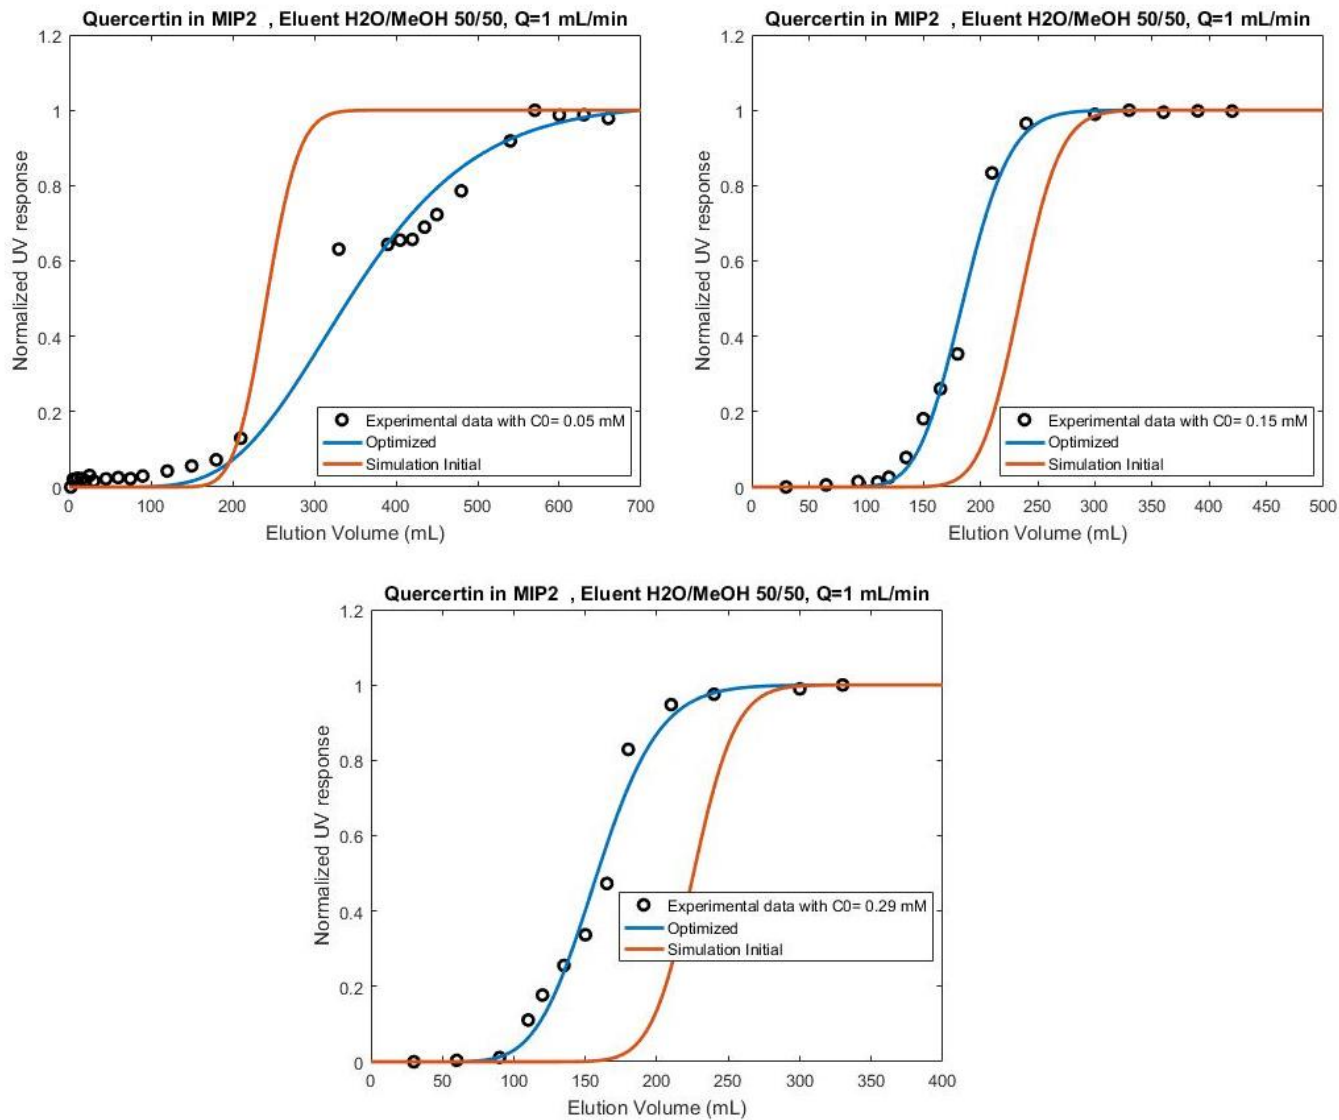 Quercertin in MIP2 , Eluent H2O/MeOH 50/50, Q=1 mL/min
1.2
1
0.8
0.6
0.4
0.2
0
Normalized UV response
Experimental data with C0= 0.05 mM
Optimized
Simulation Initial
0 100 200 300 400 500 600 700
Elution Volume (mL)
Quercertin in MIP2 , Eluent H2O/MeOH 50/50, Q=1 mL/min
1.2
1
0.8
0.6
0.4
0.2
0
Normalized UV response
Experimental data with C0= 0.15 mM
Optimized
Simulation Initial
0 50 100 150 200 250 300 350 400 450 500
Elution Volume (mL)
Quercertin in MIP2 , Eluent H2O/MeOH 50/50, Q=1 mL/min
1.2
1
0.8
0.6
0.4
0.2
0
Normalized UV response
Experimental data with C0= 0.29 mM
Optimized
Simulation Initial
0 50 100 150 200 250 300 350 400
Elution Volume (mL)